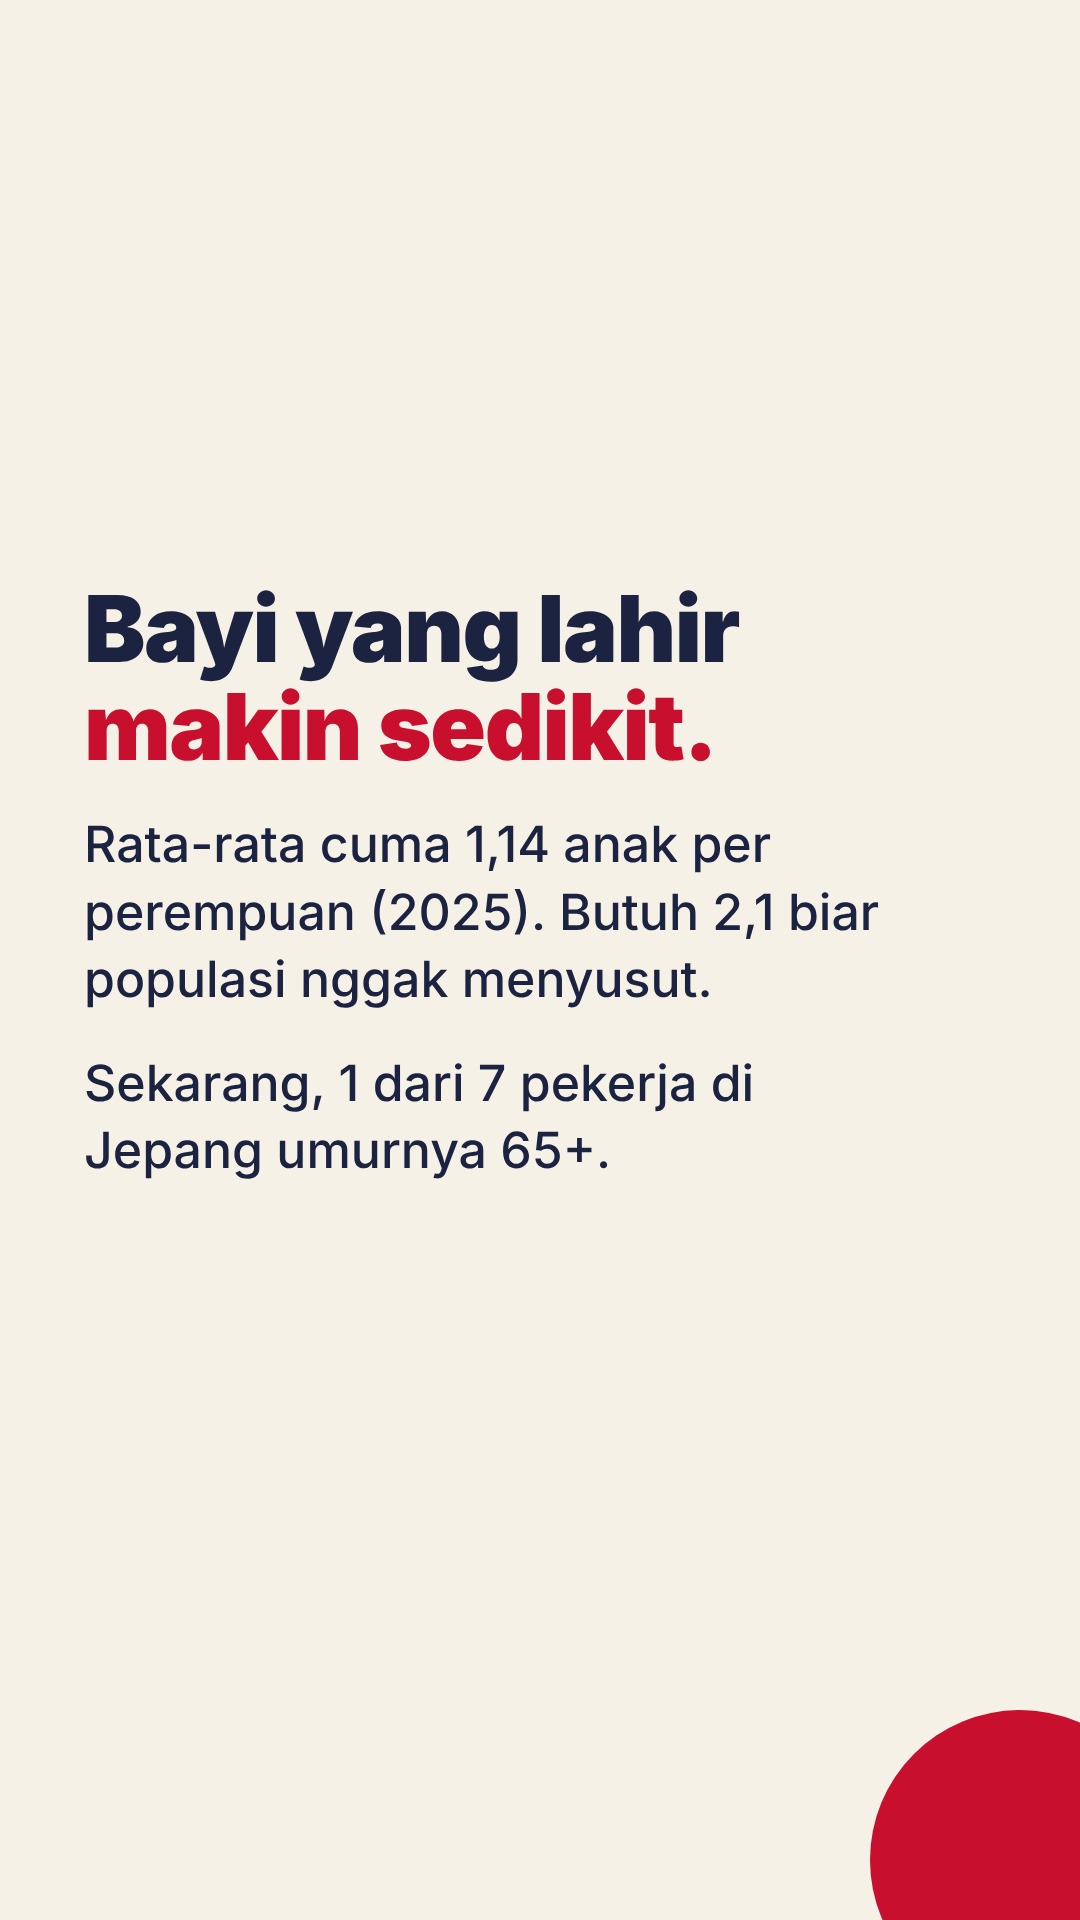 Bayi yang lahir
makin sedikit.
Rata-rata cuma 1,14 anak per
perempuan (2025). Butuh 2,1 biar
populasi nggak menyusut.
Sekarang, 1 dari 7 pekerja di
Jepang umurnya 65+.